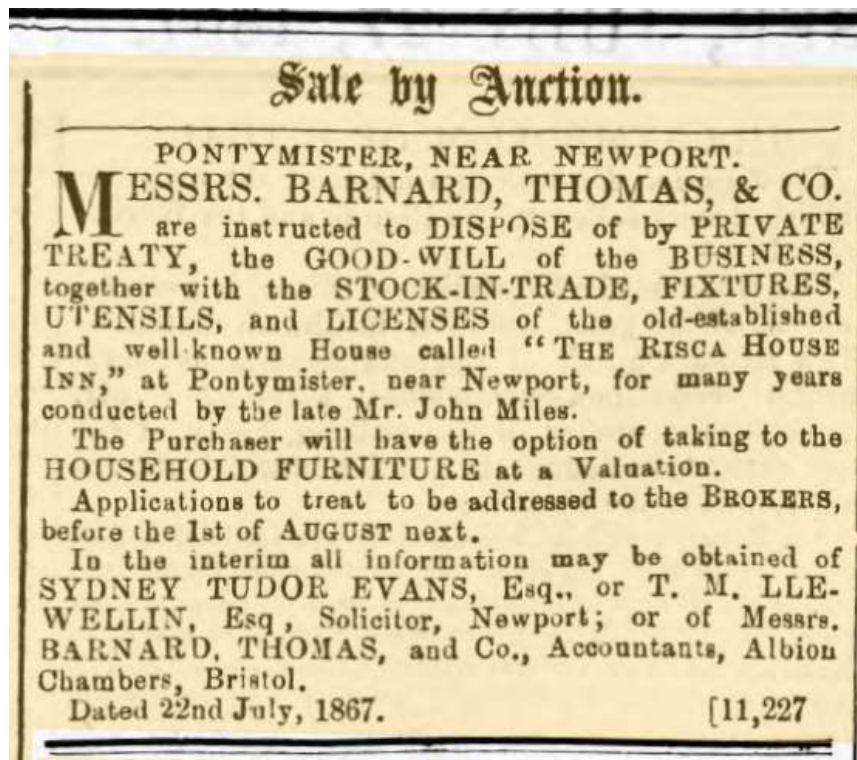 Sale by Auction.
PONTYMISTER, NEAR NEWPORT.
MESSRS. BARNARD, THOMAS, & CO.
are instructed to DISPOSE of by PRIVATE
TREATY, the GOOD-WILL of the BUSINESS,
together with the STOCK-IN-TRADE, FIXTURES,
UTENSILS, and LICENSES of the old-established
and well-known House called "THE RISCA HOUSE
INN," at Pontymister, near Newport, for many years
conducted by the late Mr. John Miles.
The Purchaser will have the option of taking to the
HOUSEHOLD FURNITURE at a Valuation.
Applications to treat to be addressed to the BROKERS,
before the 1st of AUGUST next.
In the interim all information may be obtained of
SYDNEY TUDOR EVANS, Esq., or T. M. LLE-
WELLIN, Esq, Solicitor, Newport; or of Messrs.
BARNARD, THOMAS, and Co., Accountants, Albion
Chambers, Bristol.
Dated 22nd July, 1867. [11,227